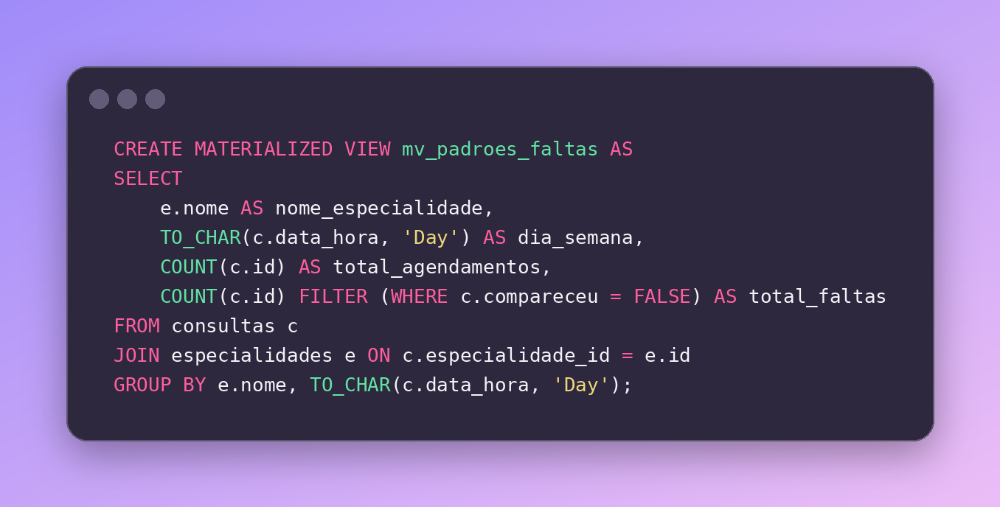 CREATE MATERIALIZED VIEW mv_padroes_faltas AS
SELECT
    e.nome AS nome_especialidade,
    TO_CHAR(c.data_hora, 'Day') AS dia_semana,
    COUNT(c.id) AS total_agendamentos,
    COUNT(c.id) FILTER (WHERE c.compareceu = FALSE) AS total_faltas
FROM consultas c
JOIN especialidades e ON c.especialidade_id = e.id
GROUP BY e.nome, TO_CHAR(c.data_hora, 'Day');